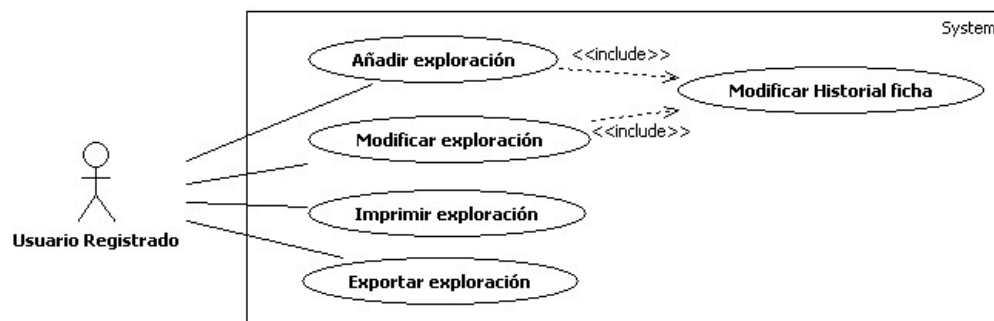 System
Añadir exploración
<<include>>
Modificar Historial ficha
Modificar exploración
<<include>>
Imprimir exploración
Usuario Registrado
Exportar exploración